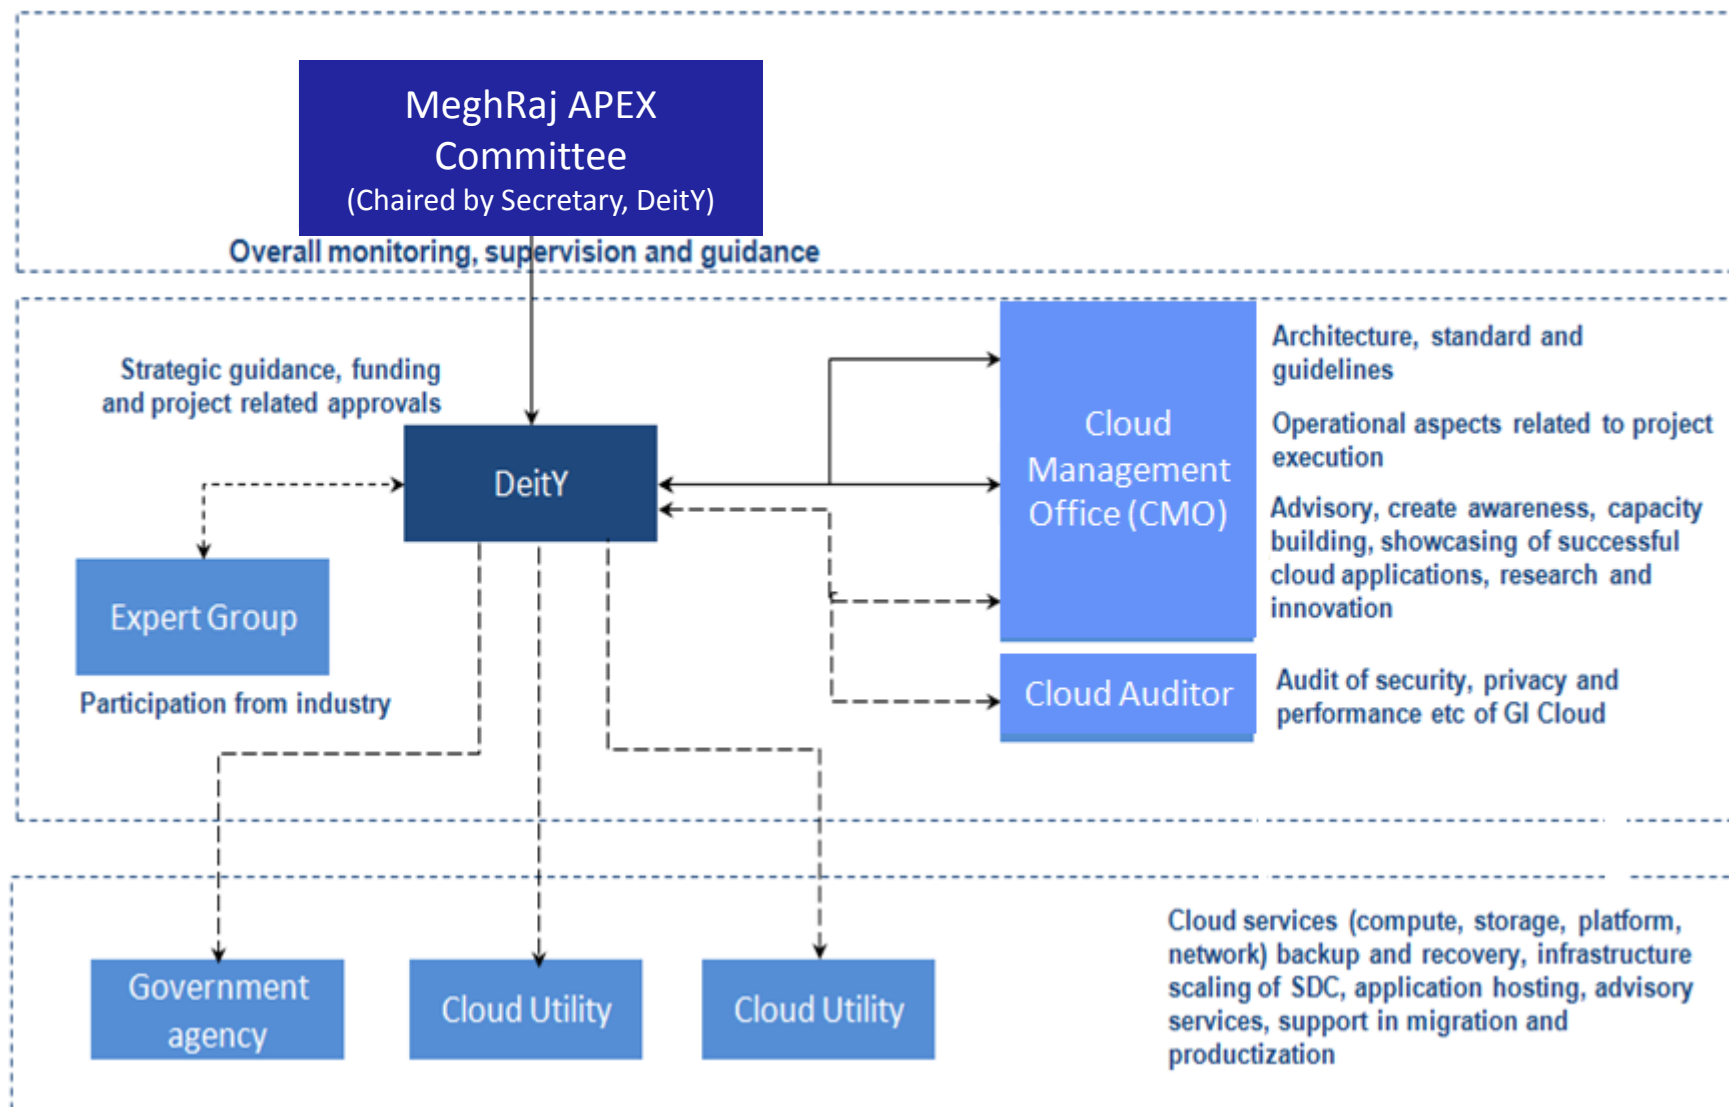 MeghRaj APEX
Committee
(Chaired by Secretary, DeitY)
Overall monitoring, supervision and guidance
Strategic guidance, funding
and project related approvals
DeitY
Expert Group
Participation from industry
Cloud
Management
Office (CMO)
Architecture, standard and
guidelines
Operational aspects related to project
execution
Advisory, create awareness, capacity
building, showcasing of successful
cloud applications, research and
innovation
Cloud Auditor
Audit of security, privacy and
performance etc of GI Cloud
Government
agency
Cloud Utility
Cloud Utility
Cloud services (compute, storage, platform,
network) backup and recovery, infrastructure
scaling of SDC, application hosting, advisory
services, support in migration and
productization